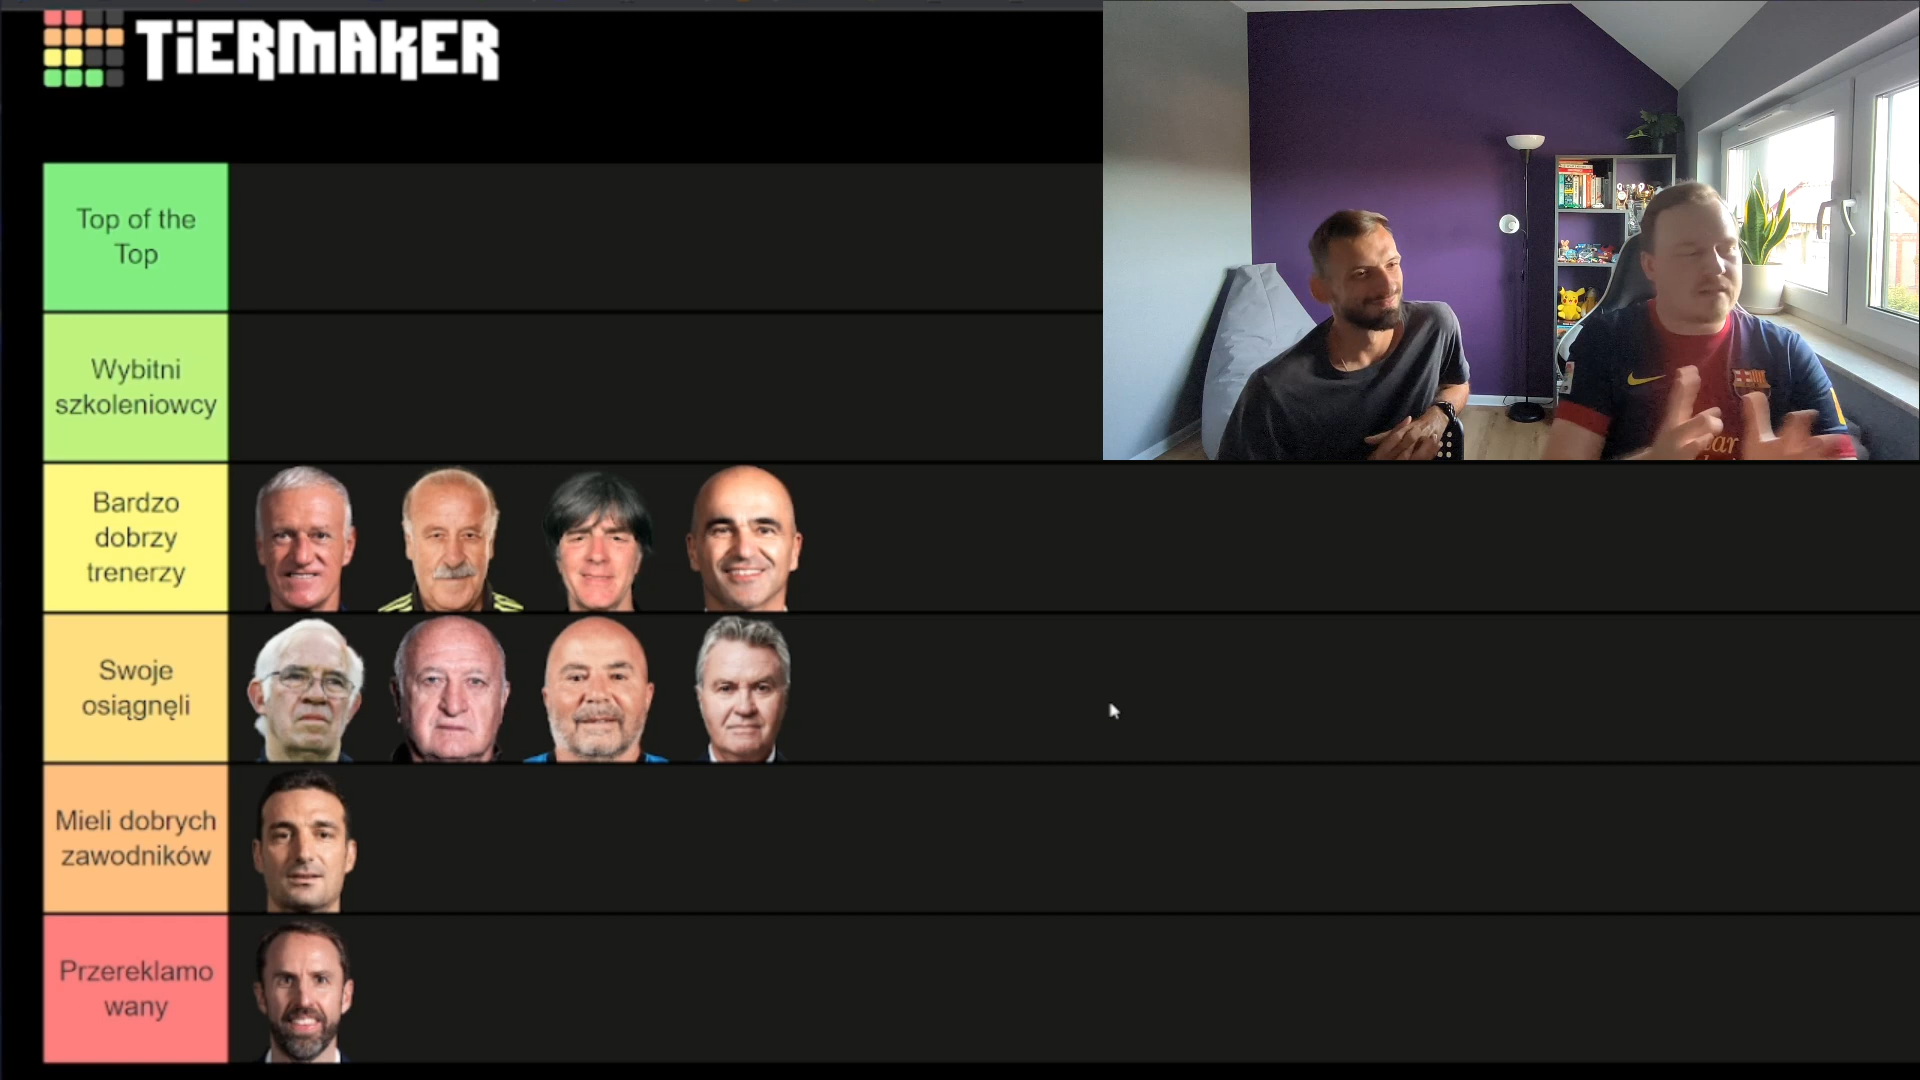 TiERMAKER
Top of the
Top
Wybitni
szkoleniowcy
Bardzo
dobrzy
trenerzy
Swoje
osiągnęli
Mieli dobrych
zawodników
Przereklamo
wany